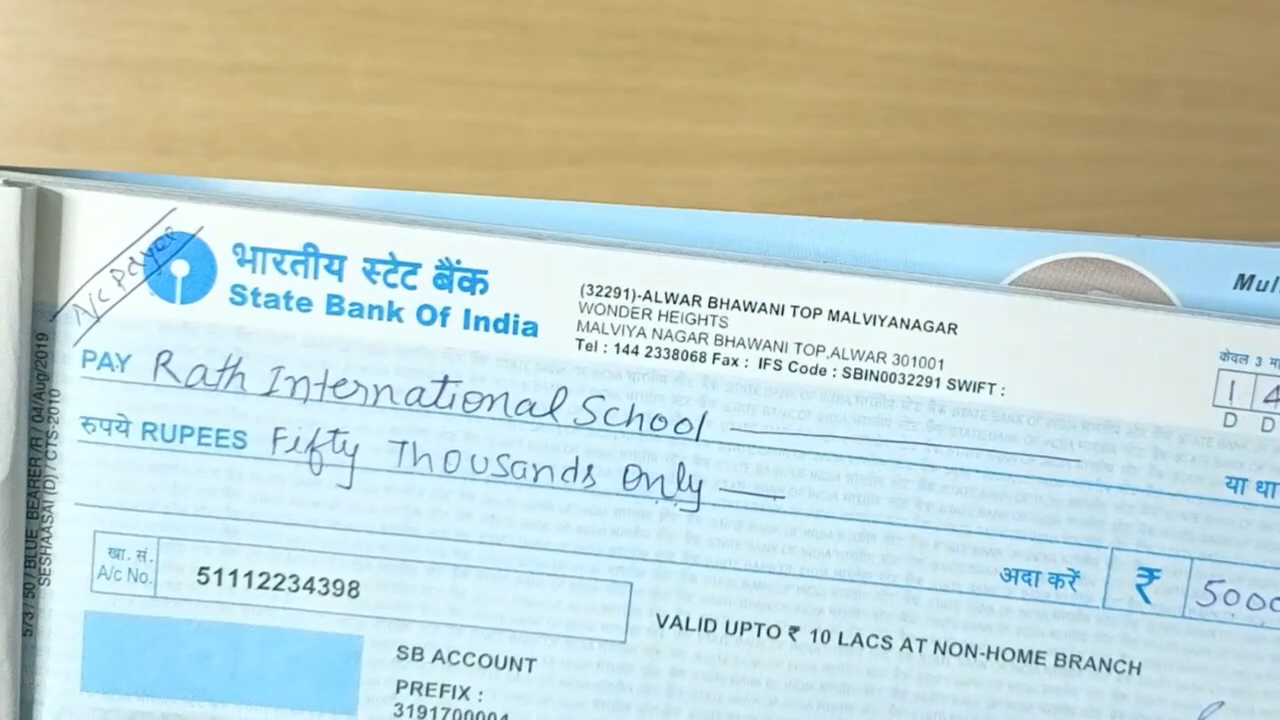 A/c payee
भारतीय स्टेट बैंक
State Bank Of India
(32291)-ALWAR BHAWANI TOP MALVIYANAGAR
WONDER HEIGHTS
MALVIYA NAGAR BHAWANI TOP,ALWAR 301001
Tel : 144 2338068 Fax : IFS Code : SBIN0032291 SWIFT :
केवल 3
1 4
D D
PAY Rath International School
या
रुपये RUPEES Fifty Thousands Only
अदा करें ₹ 5000
खा. सं.
A/c No. 51112234398
VALID UPTO ₹ 10 LACS AT NON-HOME BRANCH
SB ACCOUNT
PREFIX :
3191700004
573 / 50 / BLUE_BEARER /R / 04/Aug/2019
SESHAASAI (D) / CTS-2010